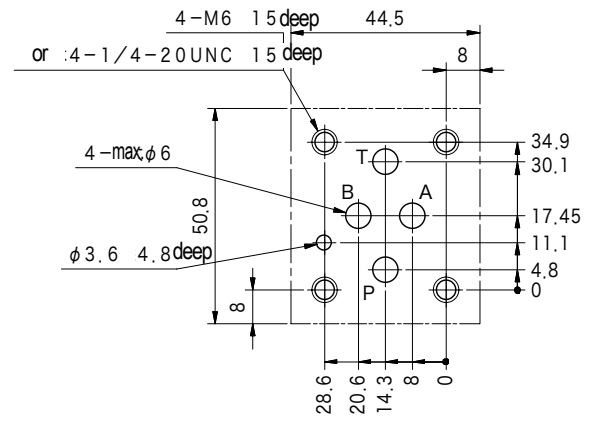 4-M6 15deep
44.5
or :4-1/4-20UNC 15deep
8
34.9
T
30.1
4-max.φ6
B A
50.8
17.45
11.1
φ3.6 4.8deep
4.8
P
8
0
28.6
20.6
14.3
8
0